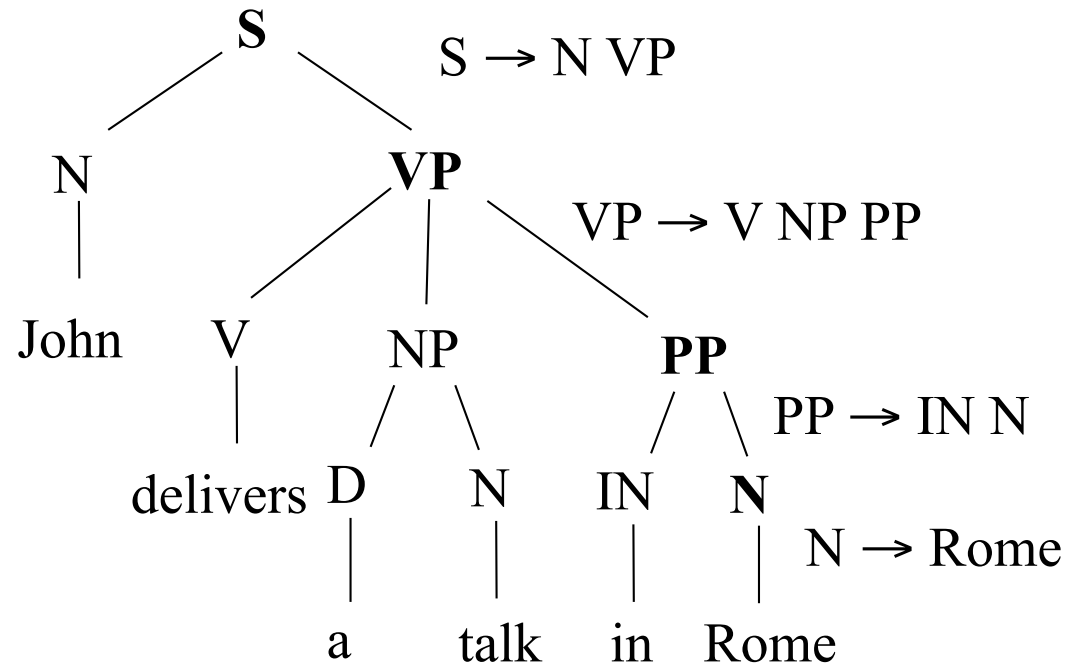 S
S → N VP
N
VP
VP → V NP PP
John
V
NP
PP
PP → IN N
delivers
D
N
IN
N
N → Rome
a
talk
in
Rome